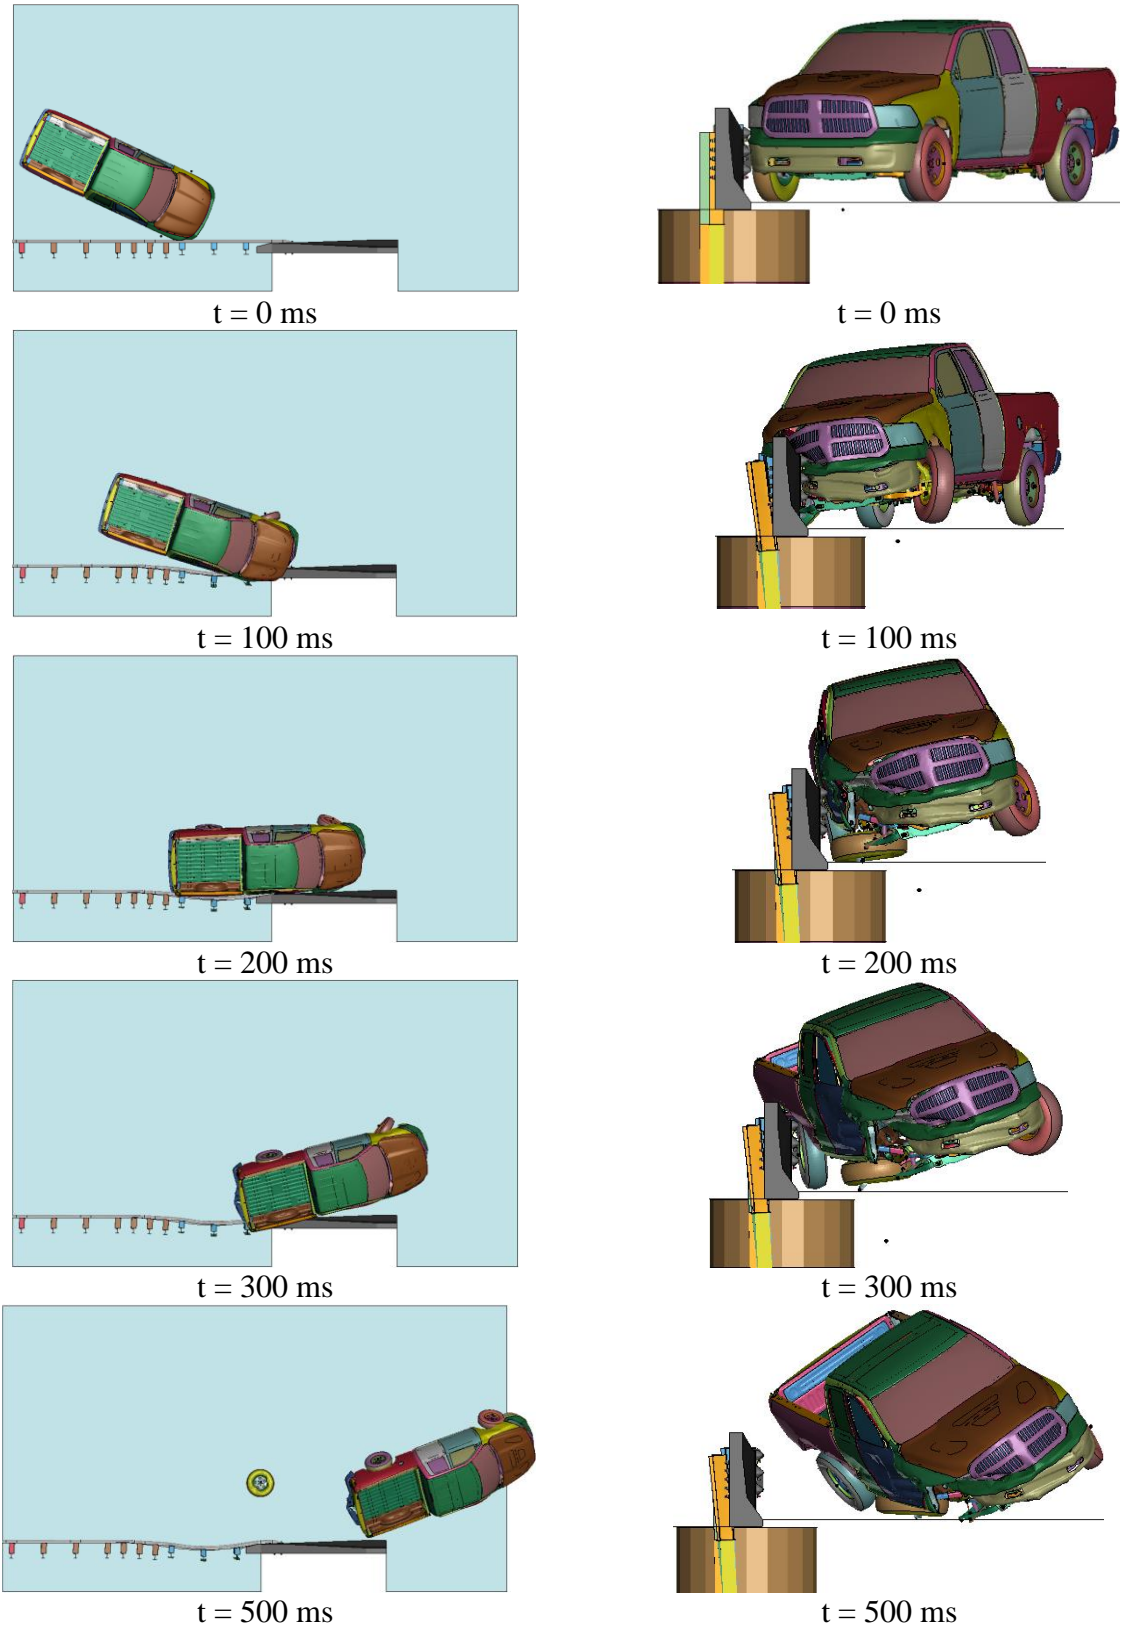 t = 0 ms
t = 0 ms
t = 100 ms
t = 100 ms
t = 200 ms
t = 200 ms
t = 300 ms
t = 300 ms
t = 500 ms
t = 500 ms